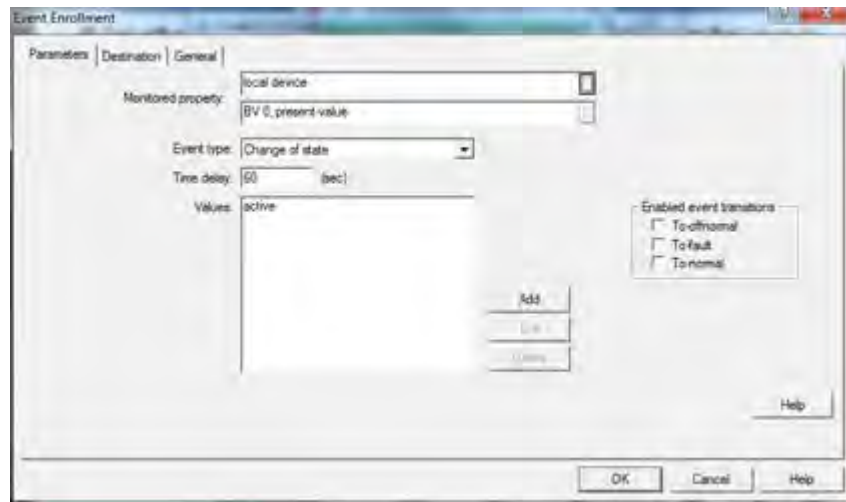 Event Enrollment
Parameters Destination General
Monitored property:
local device
BV 0, present-value
Event type: Change of state
Time delay: 60 (sec)
Values: active
Enabled event transitions
To-offnormal
To-fault
To-normal
Add
Help
OK Cancel Help